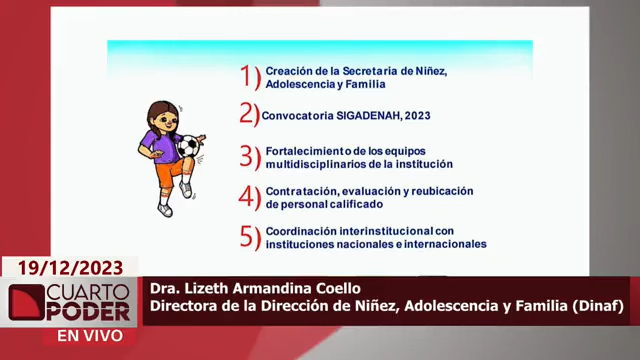 1) Creación de la Secretaria de Niñez,
Adolescencia y Familia
2) Convocatoria SIGADENAH, 2023
3) Fortalecimiento de los equipos
multidisciplinarios de la institución
4) Contratación, evaluación y reubicación
de personal calificado
5) Coordinación interinstitucional con
instituciones nacionales e internacionales
19/12/2023
CUARTO
PODER
EN VIVO
Dra. Lizeth Armandina Coello
Directora de la Dirección de Niñez, Adolescencia y Familia (Dinaf)